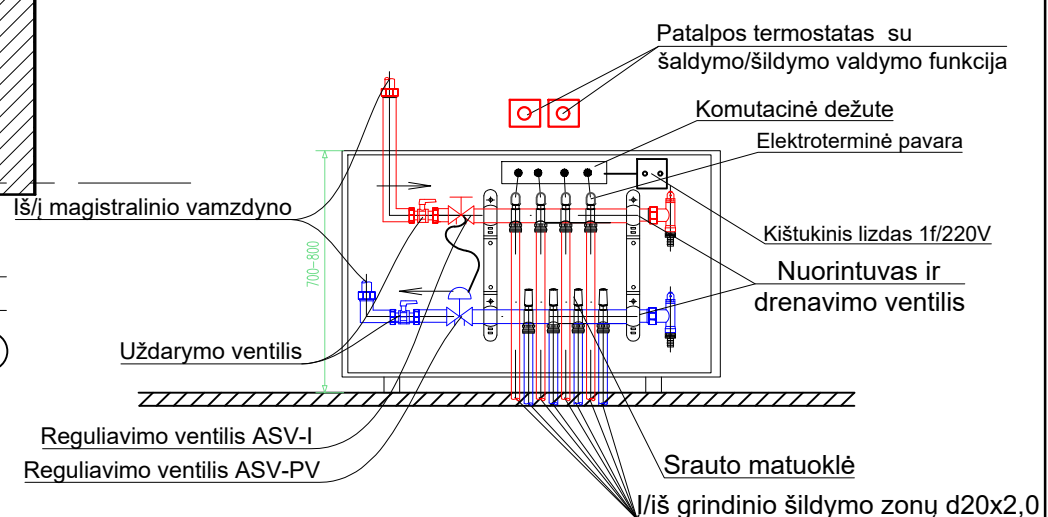 Patalpos termostatas su
šaldymo/šildymo valdymo funkcija
Komutacinė dežute
Elektroterminė pavara
Iš/į magistralinio vamzdyno
Kištukinis lizdas 1f/220V
700-800
Nuorintuvas ir
drenavimo ventilis
Uždarymo ventilis
Reguliavimo ventilis ASV-I
Reguliavimo ventilis ASV-PV
Srauto matuoklė
Į/iš grindinio šildymo zonų d20x2,0